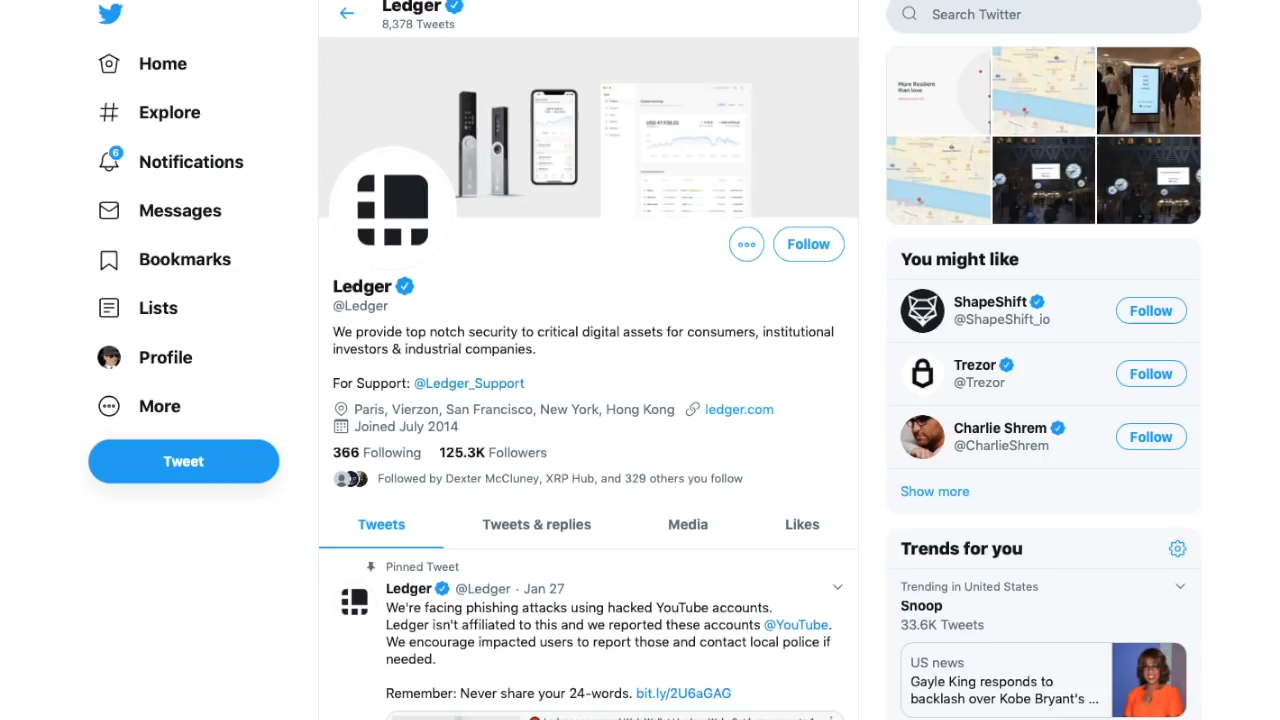 Home
Explore
6
Notifications
Messages
Bookmarks
Lists
Profile
More
Tweet
Ledger
8,378 Tweets
Follow
Ledger
@Ledger
We provide top notch security to critical digital assets for consumers, institutional
investors & industrial companies.
For Support: @Ledger_Support
Paris, Vierzon, San Francisco, New York, Hong Kong ledger.com
Joined July 2014
366 Following 125.3K Followers
Followed by Dexter McCluney, XRP Hub, and 329 others you follow
Tweets Tweets & replies Media Likes
Pinned Tweet
Ledger @Ledger · Jan 27
We're facing phishing attacks using hacked YouTube accounts.
Ledger isn't affiliated to this and we reported these accounts @YouTube.
We encourage impacted users to report those and contact local police if
needed.
Remember: Never share your 24-words. bit.ly/2U6aGAG
Search Twitter
More Resilient
than love
You might like
ShapeShift
@ShapeShift_io
Follow
Trezor
@Trezor
Follow
Charlie Shrem
@CharlieShrem
Follow
Show more
Trends for you
Trending in United States
Snoop
33.6K Tweets
US news
Gayle King responds to
backlash over Kobe Bryant's ...